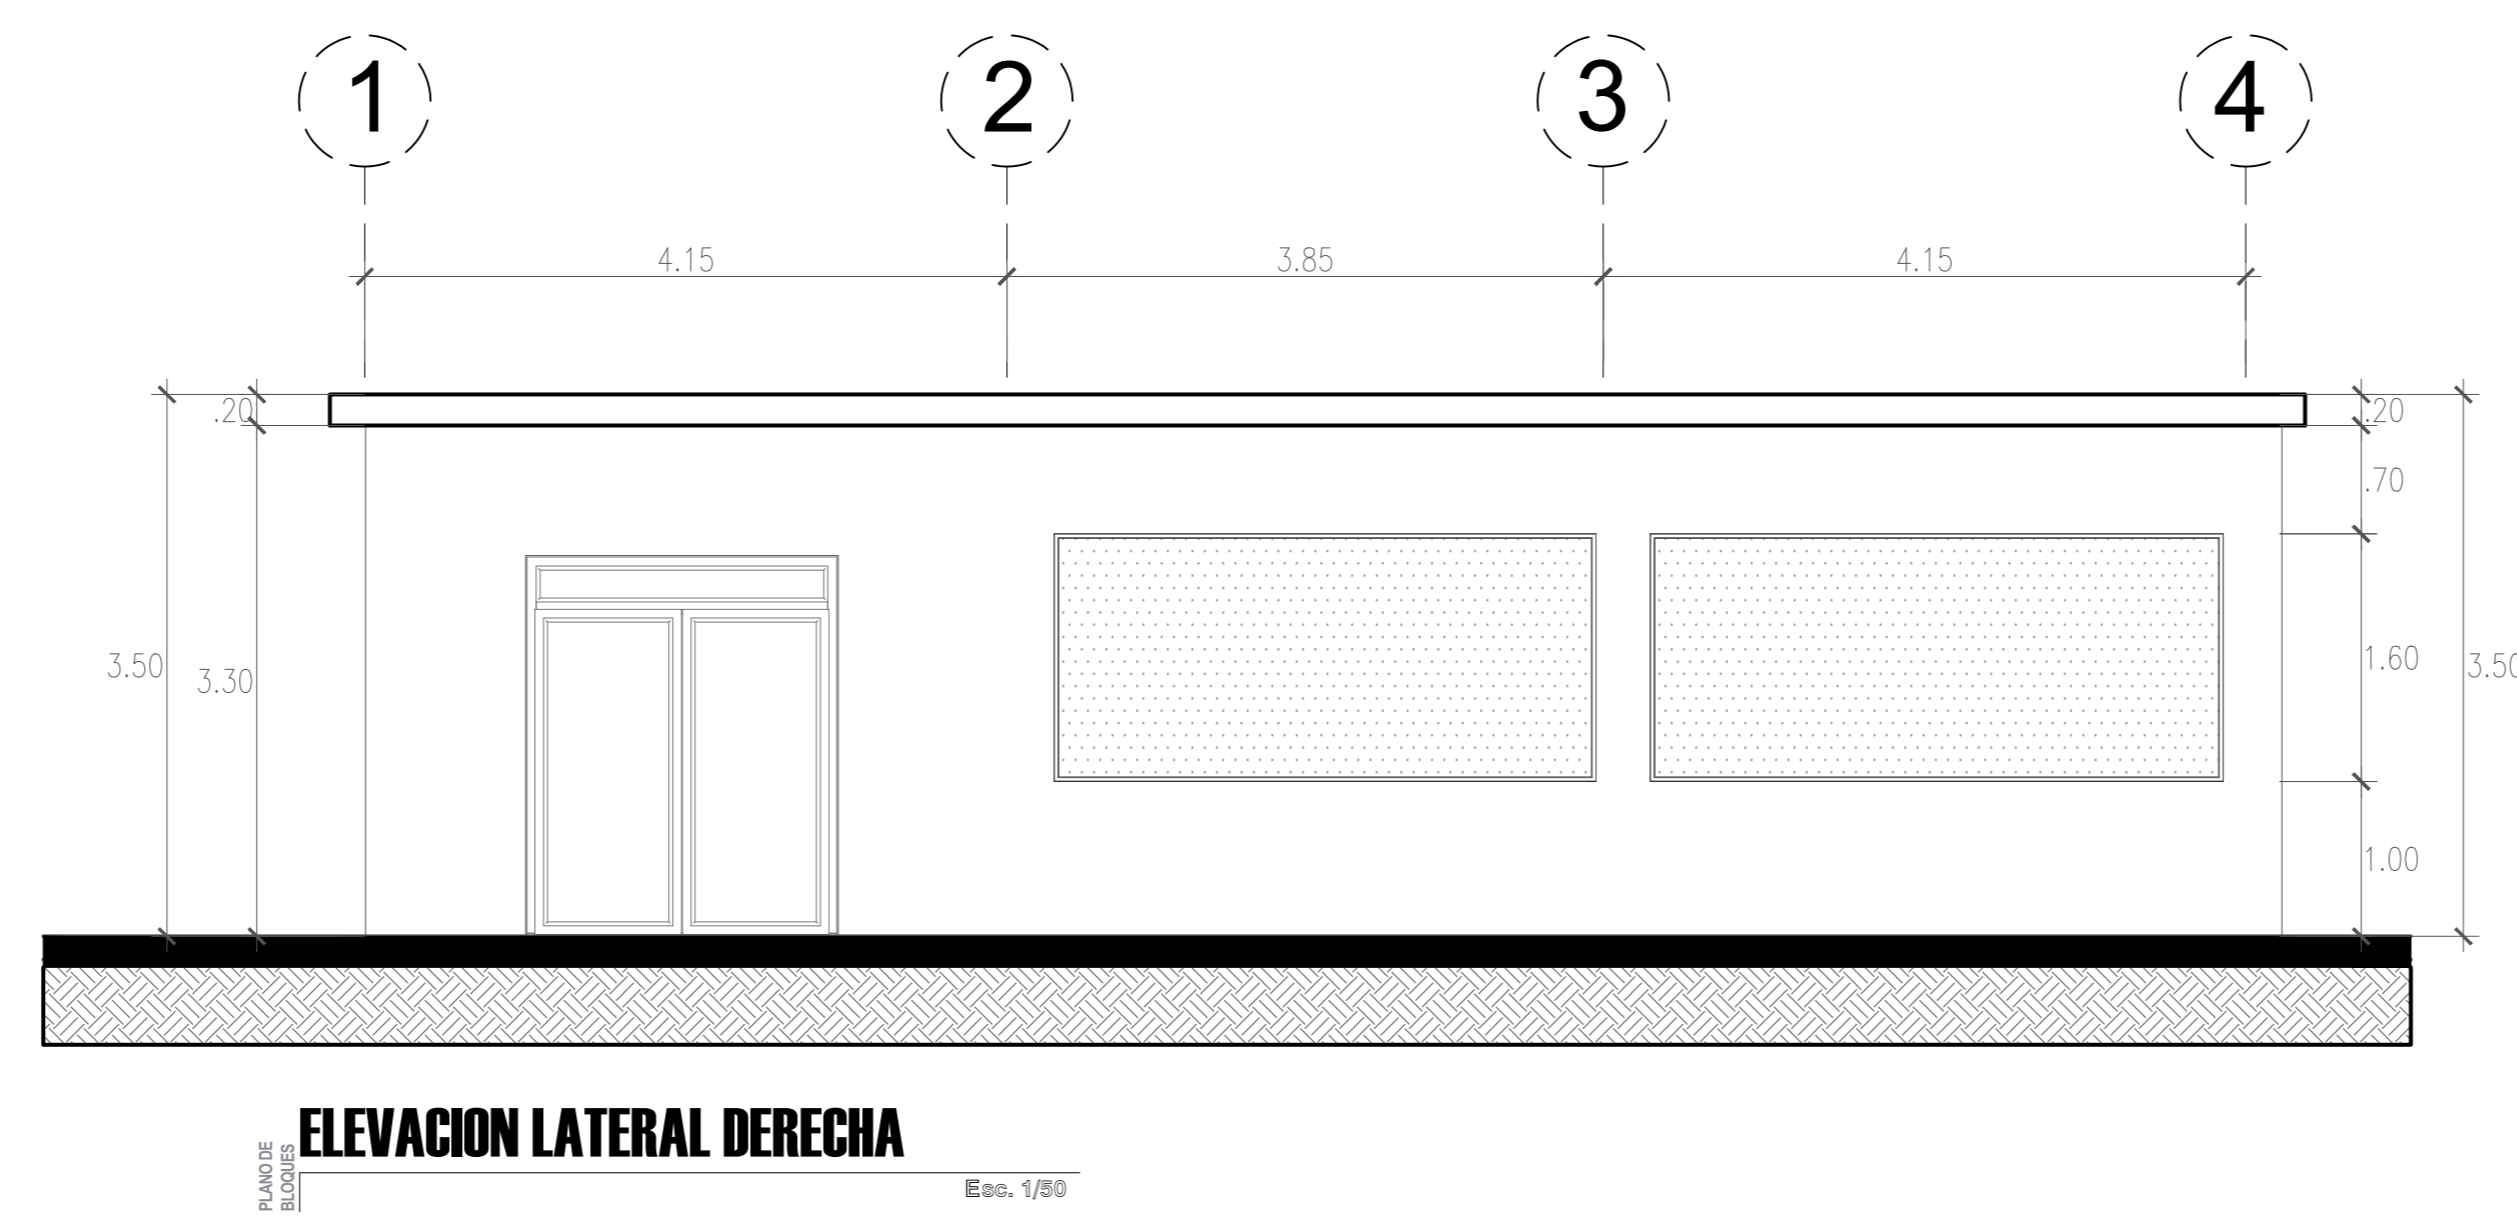 1 2 3 4
4.15 3.85 4.15
.20 .20
.70
3.50 3.30 1.60 3.50
1.00
ELEVACION LATERAL DERECHA
PLANO DE
BLOQUES
Esc. 1/50